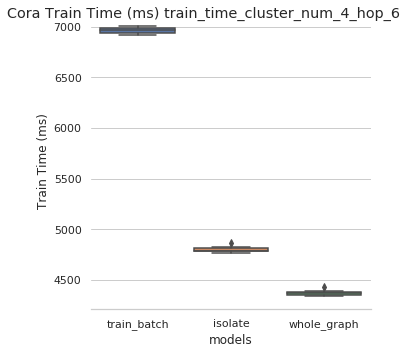 Cora Train Time (ms) train_time_cluster_num_4_hop_6
7000
6500
6000
5500
5000
4500
Train Time (ms)
train_batch isolate whole_graph
models